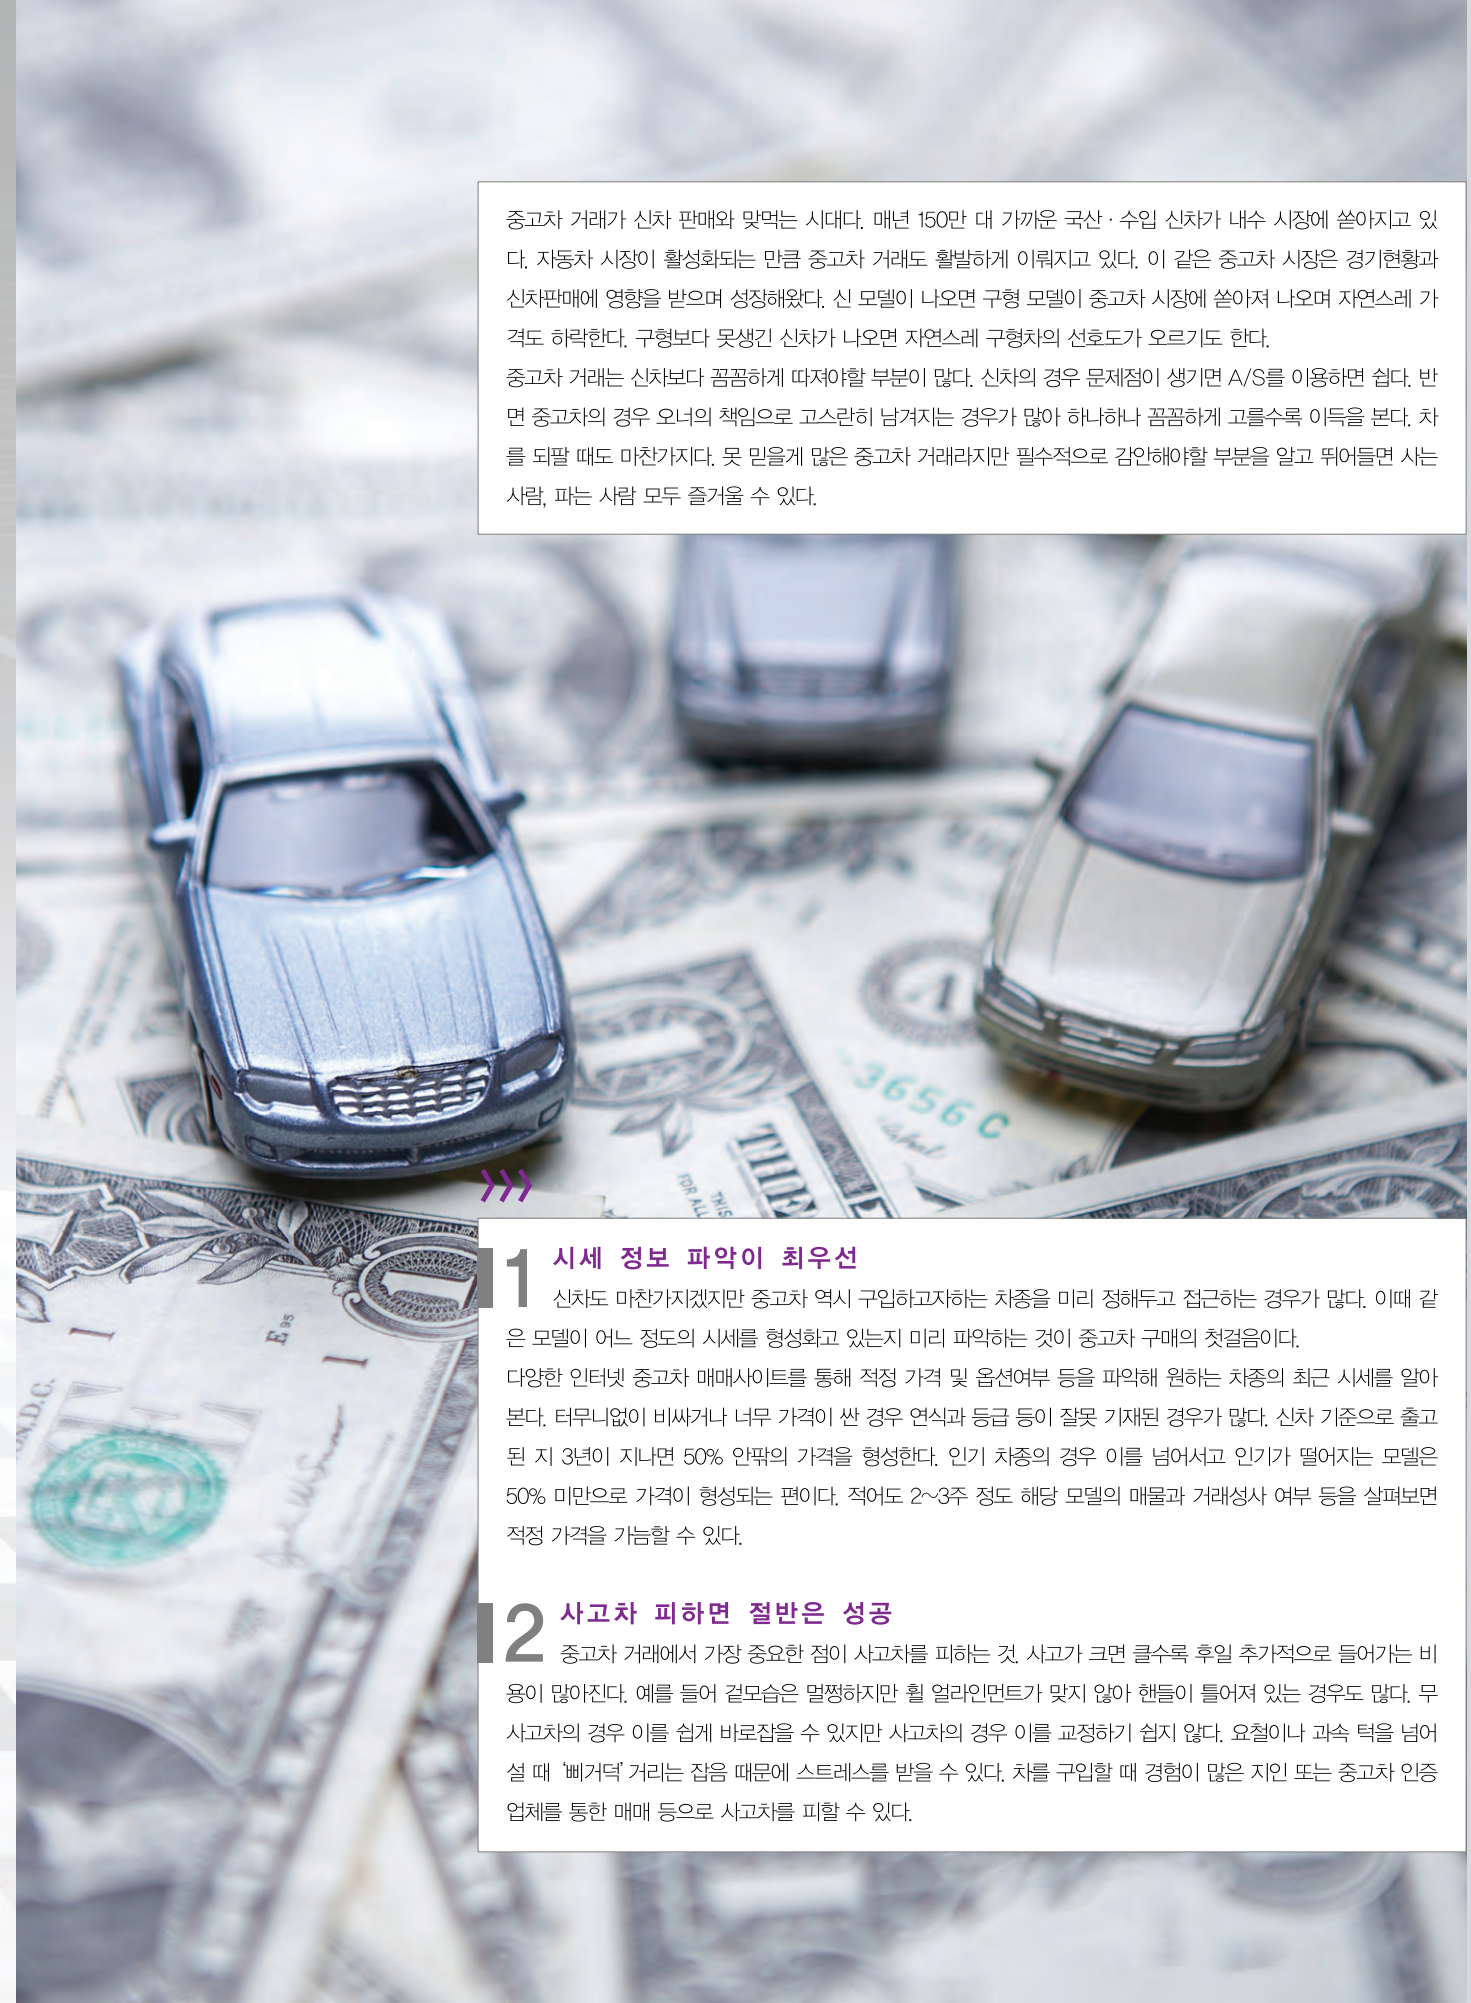 중고차 거래가 신차 판매와 맞먹는 시대다. 매년 150만 대 가까운 국산·수입 신차가 내수 시장에 쏟아지고 있
다. 자동차 시장이 활성화되는 만큼 중고차 거래도 활발하게 이뤄지고 있다. 이 같은 중고차 시장은 경기현황과
신차판매에 영향을 받으며 성장해왔다. 신 모델이 나오면 구형 모델이 중고차 시장에 쏟아져 나오며 자연스레 가
격도 하락한다. 구형보다 못생긴 신차가 나오면 자연스레 구형차의 선호도가 오르기도 한다.
중고차 거래는 신차보다 꼼꼼하게 따져야할 부분이 많다. 신차의 경우 문제점이 생기면 A/S를 이용하면 쉽다. 반
면 중고차의 경우 오너의 책임으로 고스란히 남겨지는 경우가 많아 하나하나 꼼꼼하게 고를수록 이득을 본다. 차
를 되팔 때도 마찬가지다. 못 믿을게 많은 중고차 거래라지만 필수적으로 감안해야할 부분을 알고 뛰어들면 사는
사람, 파는 사람 모두 즐거울 수 있다.
3656 C
THE
THIS
FOR ALL
1 시세 정보 파악이 최우선
신차도 마찬가지겠지만 중고차 역시 구입하고자하는 차종을 미리 정해두고 접근하는 경우가 많다. 이때 같
은 모델이 어느 정도의 시세를 형성화고 있는지 미리 파악하는 것이 중고차 구매의 첫걸음이다.
다양한 인터넷 중고차 매매사이트를 통해 적정 가격 및 옵션여부 등을 파악해 원하는 차종의 최근 시세를 알아
본다. 터무니없이 비싸거나 너무 가격이 싼 경우 연식과 등급 등이 잘못 기재된 경우가 많다. 신차 기준으로 출고
된 지 3년이 지나면 50% 안팎의 가격을 형성한다. 인기 차종의 경우 이를 넘어서고 인기가 떨어지는 모델은
50% 미만으로 가격이 형성되는 편이다. 적어도 2~3주 정도 해당 모델의 매물과 거래성사 여부 등을 살펴보면
적정 가격을 가늠할 수 있다.
2 사고차 피하면 절반은 성공
중고차 거래에서 가장 중요한 점이 사고차를 피하는 것. 사고가 크면 클수록 후일 추가적으로 들어가는 비
용이 많아진다. 예를 들어 겉모습은 멀쩡하지만 휠 얼라인먼트가 맞지 않아 핸들이 틀어져 있는 경우도 많다. 무
사고차의 경우 이를 쉽게 바로잡을 수 있지만 사고차의 경우 이를 교정하기 쉽지 않다. 요철이나 과속 턱을 넘어
설 때 ‘삐거덕’ 거리는 잡음 때문에 스트레스를 받을 수 있다. 차를 구입할 때 경험이 많은 지인 또는 중고차 인증
업체를 통한 매매 등으로 사고차를 피할 수 있다.